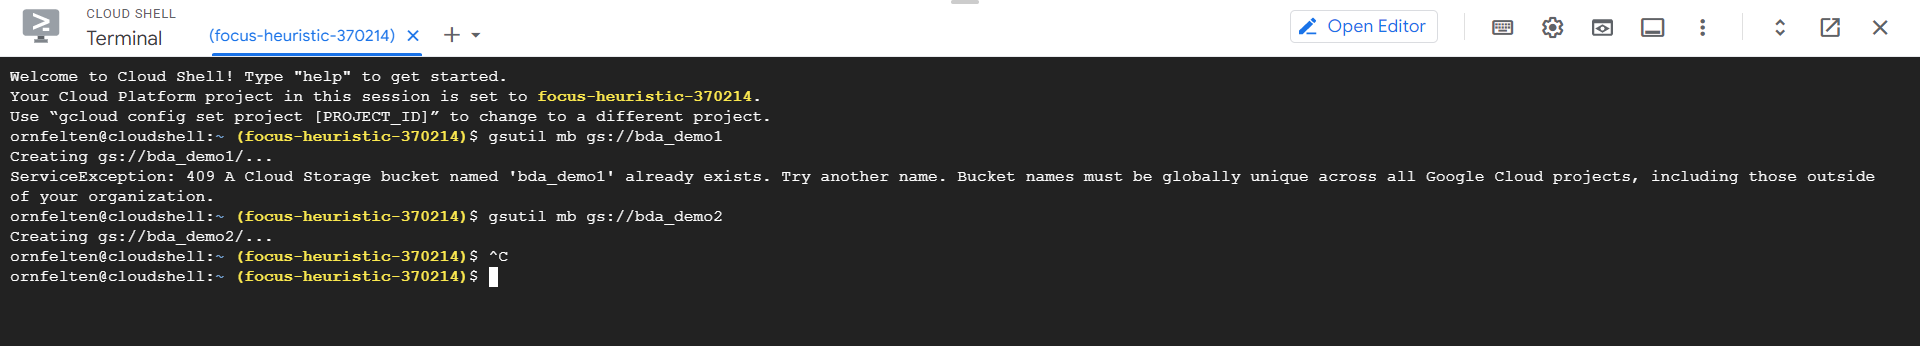 CLOUD SHELL
Terminal
(focus-heuristic-370214)
Open Editor
Welcome to Cloud Shell! Type "help" to get started.
Your Cloud Platform project in this session is set to focus-heuristic-370214.
Use “gcloud config set project [PROJECT_ID]” to change to a different project.
ornfelten@cloudshell:~ (focus-heuristic-370214)$ gsutil mb gs://bda_demo1
Creating gs://bda_demo1/...
ServiceException: 409 A Cloud Storage bucket named 'bda_demo1' already exists. Try another name. Bucket names must be globally unique across all Google Cloud projects, including those outside
of your organization.
ornfelten@cloudshell:~ (focus-heuristic-370214)$ gsutil mb gs://bda_demo2
Creating gs://bda_demo2/...
ornfelten@cloudshell:~ (focus-heuristic-370214)$ ^C
ornfelten@cloudshell:~ (focus-heuristic-370214)$